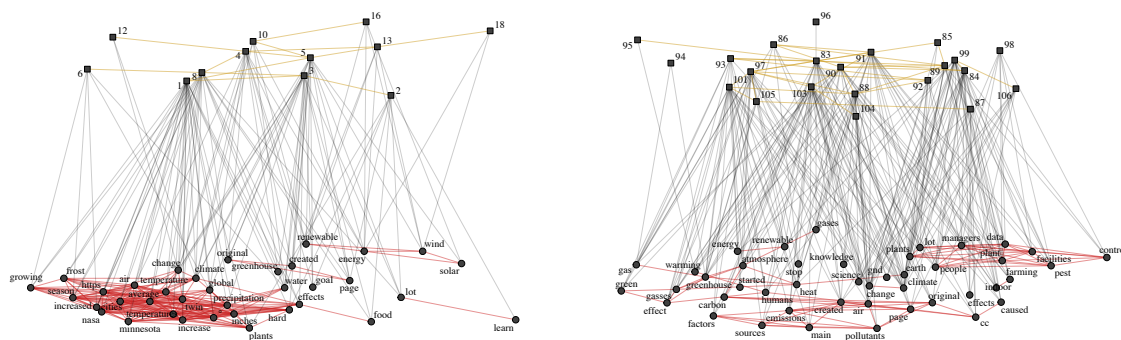 12
16
18
10
13
4
5
6
8
3
1
2
renewable
wind
energy
original
created
solar
change
climate
greenhouse
growing
frost
air
temperature
water
goal
page
season
https
global
average
effects
lot
increased
cities
twin
precipitation
nasa
temperatures
hard
food
learn
minnesota
increase
inches
plants
96
95
86
85
94
93
83
91
99
98
97
90
89
84
101
105
103
88
92
87
106
104
gases
energy
renewable
lot
managers
data
plants
plant
control
gas
warming
atmosphere
knowledge
science
gnd
earth
people
facilities
stop
farming
pest
green
gasses
greenhouse
started
heat
change
climate
indoor
effect
carbon
humans
original
effects
caused
factors
emissions
created
air
page
cc
sources
main
pollutants